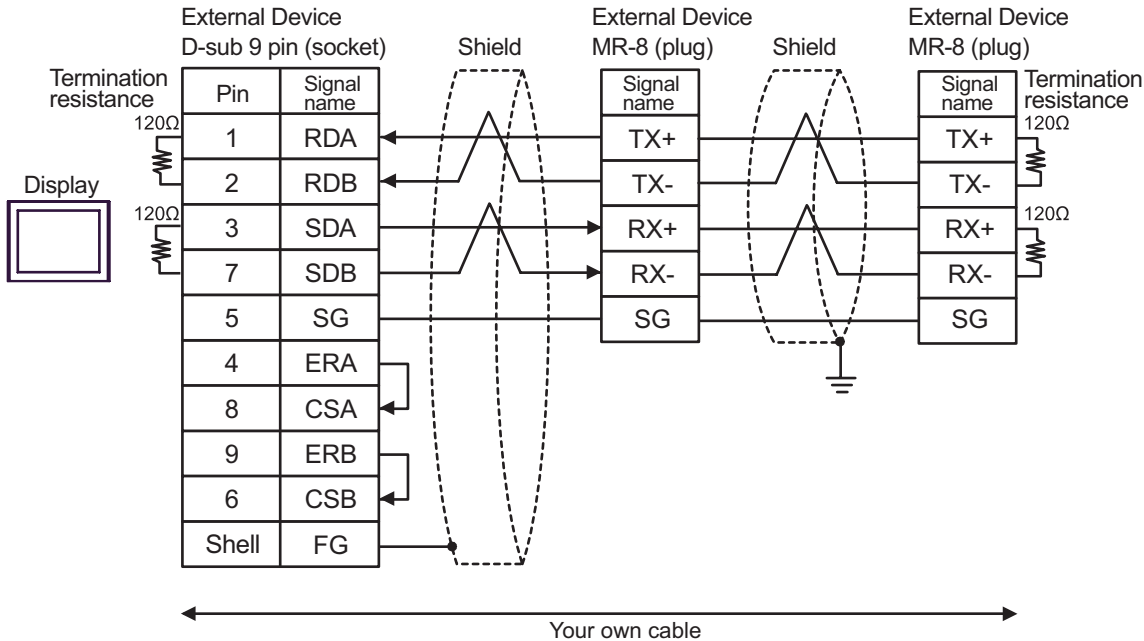 External Device
D-sub 9 pin (socket)
Shield
External Device
MR-8 (plug)
Shield
External Device
MR-8 (plug)
Termination
resistance
Pin
Signal
name
Signal
name
Signal
name
Termination
resistance
120Ω
1
RDA
TX+
TX+
120Ω
2
RDB
TX-
TX-
Display
120Ω
3
SDA
RX+
RX+
120Ω
7
SDB
RX-
RX-
5
SG
SG
SG
4
ERA
8
CSA
9
ERB
6
CSB
Shell
FG
Your own cable